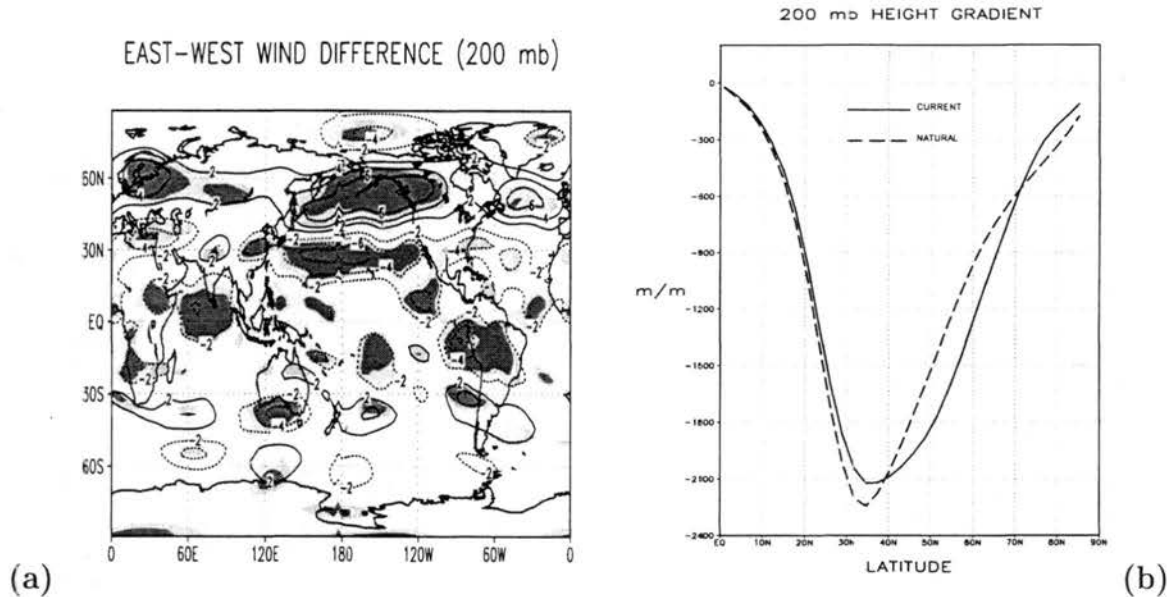 EAST-WEST WIND DIFFERENCE (200 mb)
60N
30N
EQ
30S
60S
0 60E 120E 180 120W 60W 0
(a)
200 mb HEIGHT GRADIENT
CURRENT
NATURAL
m/m
0
-300
-600
-900
-1200
-1500
-1800
-2100
-2400
EQ 10N 20N 30N 40N 50N 60N 70N 80N 90N
LATITUDE
(b)